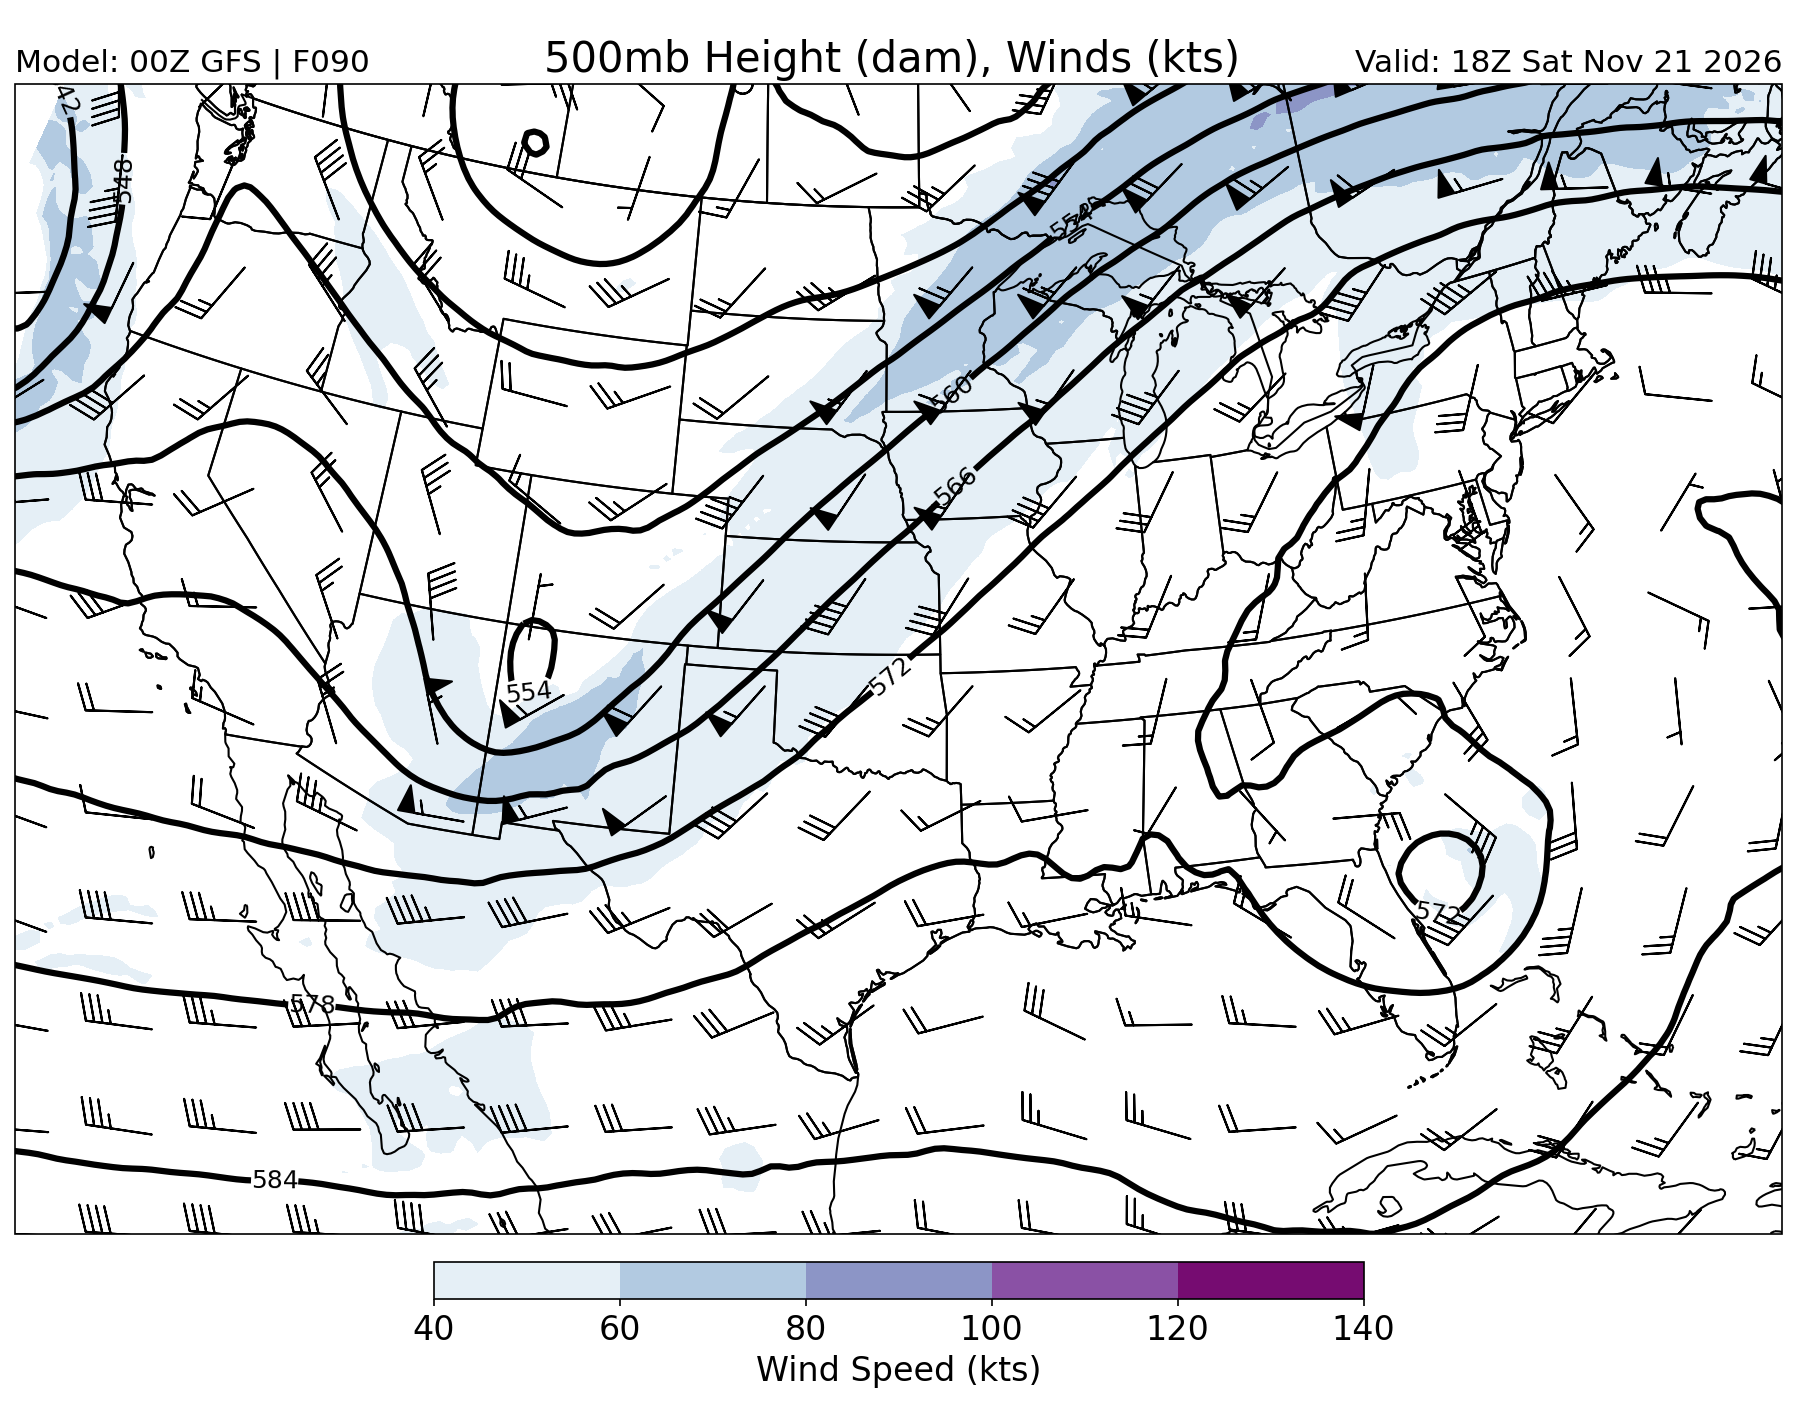 Model: 00Z GFS | F090
500mb Height (dam), Winds (kts)
Valid: 18Z Sat Nov 21 2026
42
548
554
560
566
572
554
572
578
584
40 60 80 100 120 140
Wind Speed (kts)